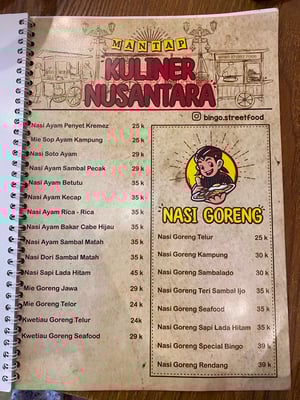 MANTAP
KULINER
NUSANTARA
bingo.streetfood
Nasi Ayam Penyet Kremez 25 k
Mie Sop Ayam Kampung 25 k
Nasi Soto Ayam 29 k
Nasi Ayam Sambal Pecak 29 k
Nasi Ayam Betutu 35 k
Nasi Ayam Kecap 35 k
Nasi Ayam Rica - Rica 35 k
Nasi Ayam Bakar Cabe Hijau 35 k
Nasi Ayam Sambal Matah 35 k
Nasi Dori Sambal Matah 35 k
Nasi Sapi Lada Hitam 45 k
Mie Goreng Jawa 29 k
Mie Goreng Telor 24 k
Kwetiau Goreng Telur 24k
Kwetiau Goreng Seafood 29 k
NASI GORENG
Nasi Goreng Telur 25 k
Nasi Goreng Kampung 30 k
Nasi Goreng Sambalado 30 k
Nasi Goreng Teri Sambal Ijo 35 k
Nasi Goreng Seafood 35 k
Nasi Goreng Sapi Lada Hitam 35 k
Nasi Goreng Special Bingo 39 k
Nasi Goreng Rendang 39 k